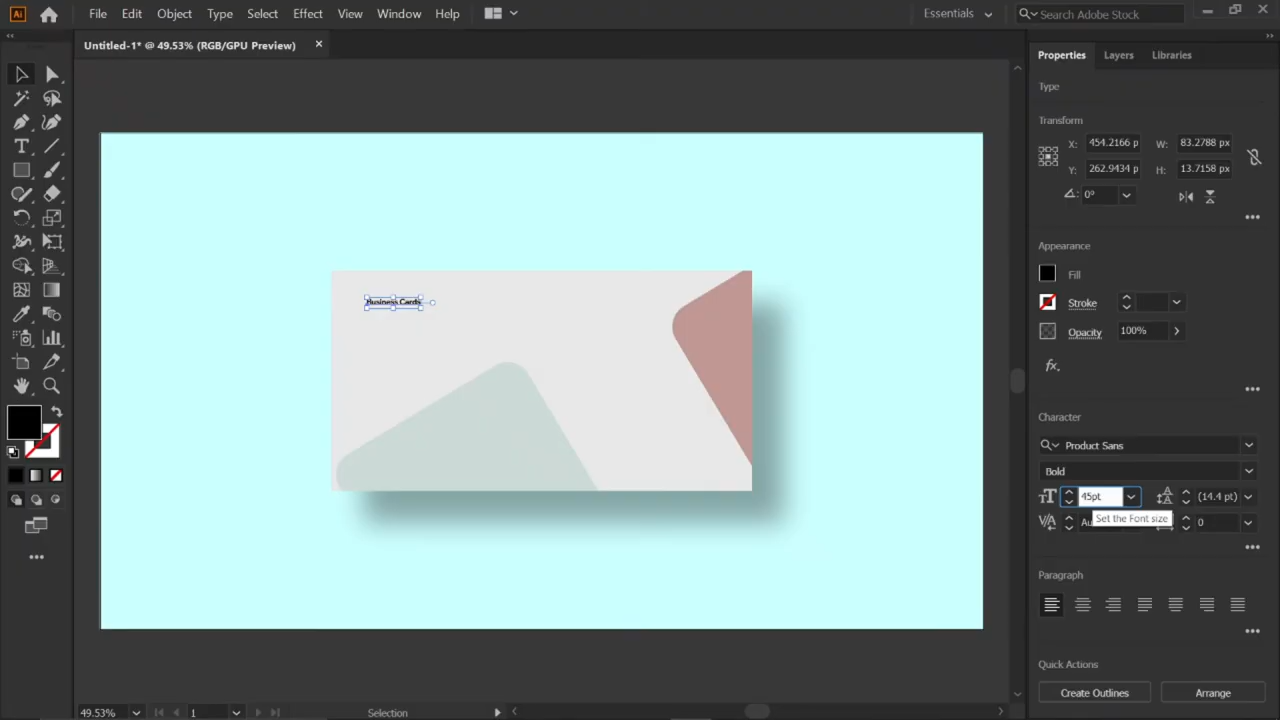 File Edit Object Type Select Effect View Window Help Essentials Search Adobe Stock
Untitled-1* @ 49.53% (RGB/GPU Preview)
Properties Layers Libraries
Type
Transform
X: 454.2166 p W: 83.2788 px
Y: 262.9434 p H: 13.7158 px
0°
Appearance
Fill
Stroke
Opacity 100%
Business Cards
Character
Product Sans
Bold
45pt (14.4 pt)
Set the Font size
Au 0
Paragraph
Quick Actions
Create Outlines Arrange
49.53% 1 Selection